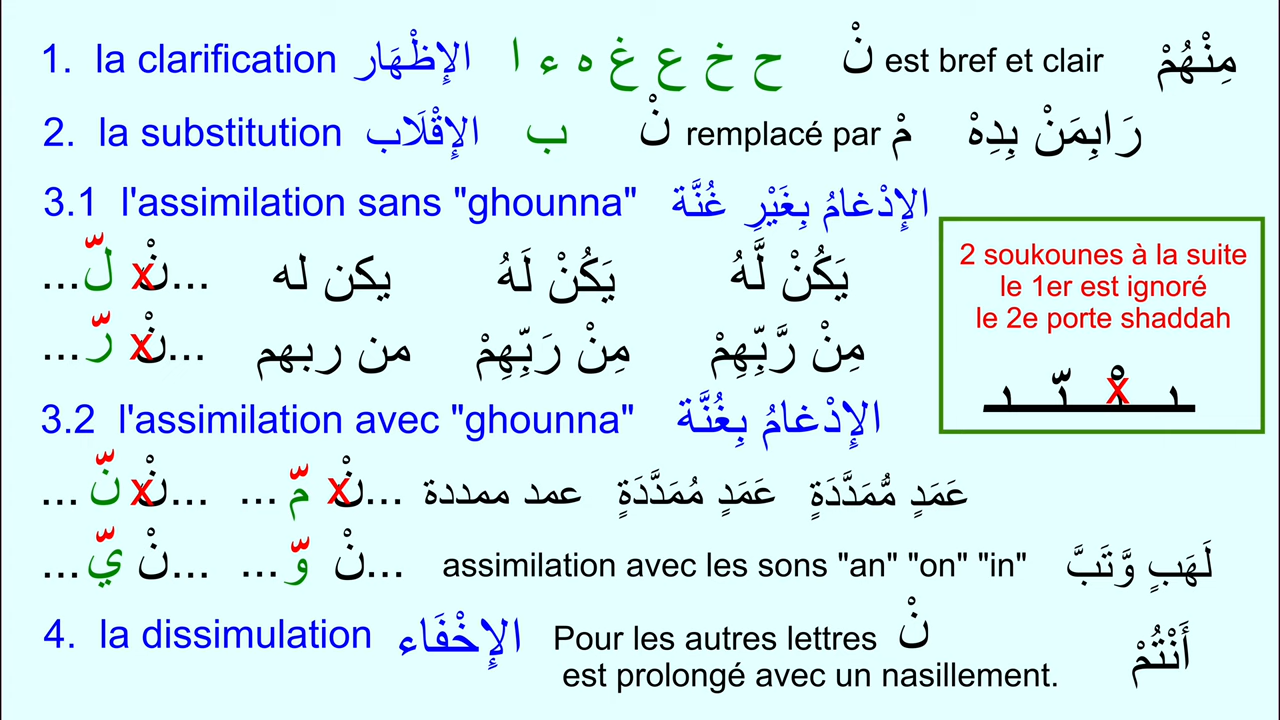 1. la clarification الإِظْهَار ح خ ع غ ه ء ا نْ est bref et clair مِنْهُمْ
2. la substitution الإِقْلَاب ب نْ remplacé par مْ رَابِمَنْ بِدِهْ
3.1 l'assimilation sans "ghounna" الإِدْغامُ بِغَيْرِ غُنَّة
...نْ x لّ... يكن له يَكُنْ لَهُ يَكُنْ لَّهُ
...نْ x رّ... من ربهم مِنْ رَبِّهِمْ مِنْ رَّبِّهِمْ
2 soukounes à la suite
le 1er est ignoré
le 2e porte shaddah
x
3.2 l'assimilation avec "ghounna" الإِدْغامُ بِغُنَّة
...نْ x نّ... ...نْ x مّ... عمد ممددة عَمَدٍ مُمَدَّدَةٍ عَمَدٍ مُّمَدَّدَةٍ
...نْ يّ... ...نْ وّ... assimilation avec les sons "an" "on" "in" لَهَبٍ وَّتَبَّ
4. la dissimulation الإِخْفَاء Pour les autres lettres نْ أَنْتُمْ
est prolongé avec un nasillement.